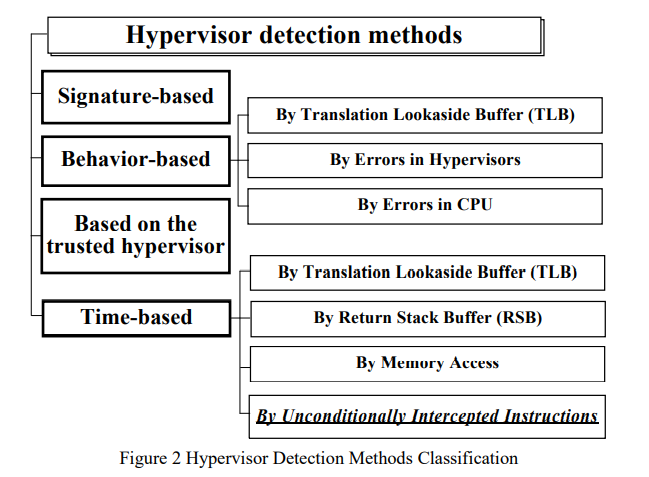 Hypervisor detection methods
Signature-based
Behavior-based
By Translation Lookaside Buffer (TLB)
By Errors in Hypervisors
By Errors in CPU
Based on the
trusted hypervisor
Time-based
By Translation Lookaside Buffer (TLB)
By Return Stack Buffer (RSB)
By Memory Access
By Unconditionally Intercepted Instructions
Figure 2 Hypervisor Detection Methods Classification